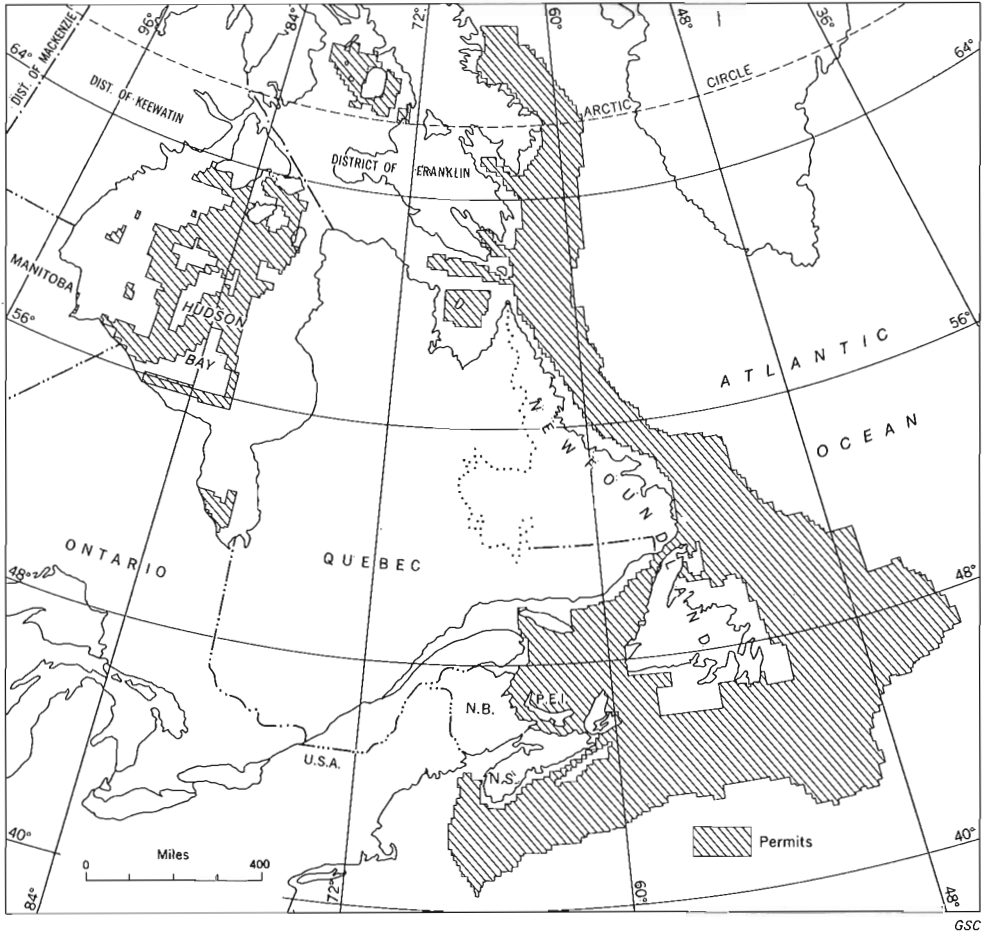 96°
84°
72°
60°
48°
36°
64°
64°
DIST. OF MACKENZIE
DIST. OF KEEWATIN
ARCTIC CIRCLE
DISTRICT OF FRANKLIN
MANITOBA
56°
HUDSON
BAY
56°
ATLANTIC
OCEAN
NEWFOUNDLAND
ONTARIO
QUEBEC
48°
48°
P.E.I.
N.B.
U.S.A.
N.S.
40°
Miles
0 400
Permits
40°
84°
72°
60°
48°
GSC